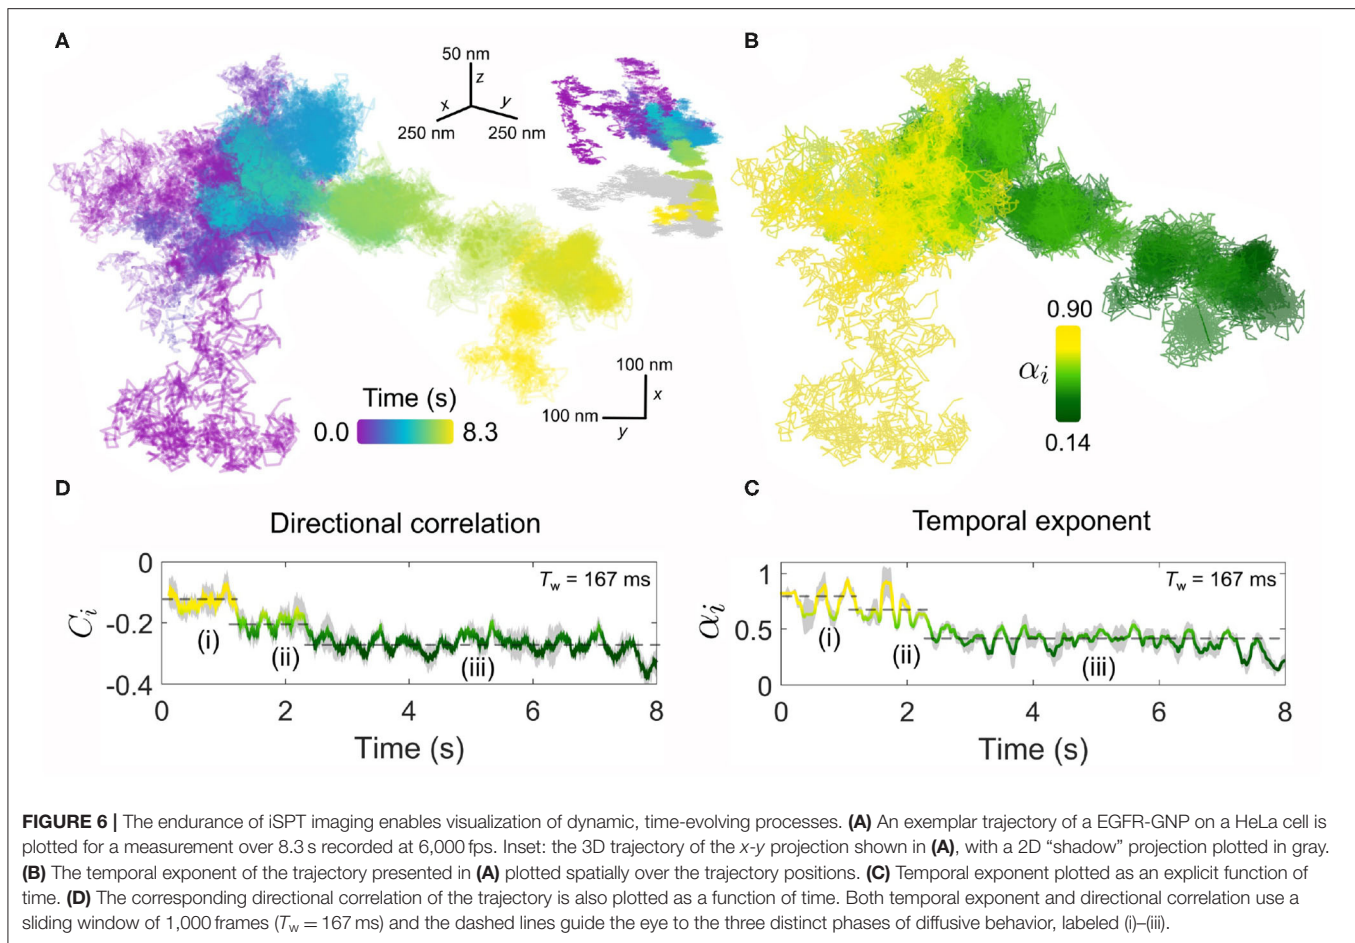 A
50 nm
z
x
y
250 nm
250 nm
100 nm
x
100 nm
y
Time (s)
0.0
8.3
B
0.90
αi
0.14
D
Directional correlation
0
-0.2
-0.4
Ci
Tw = 167 ms
(i)
(ii)
(iii)
0 2 4 6 8
Time (s)
C
Temporal exponent
1
0.5
0
αi
Tw = 167 ms
(i)
(ii)
(iii)
0 2 4 6 8
Time (s)
FIGURE 6 | The endurance of iSPT imaging enables visualization of dynamic, time-evolving processes. (A) An exemplar trajectory of a EGFR-GNP on a HeLa cell is
plotted for a measurement over 8.3 s recorded at 6,000 fps. Inset: the 3D trajectory of the x-y projection shown in (A), with a 2D “shadow” projection plotted in gray.
(B) The temporal exponent of the trajectory presented in (A) plotted spatially over the trajectory positions. (C) Temporal exponent plotted as an explicit function of
time. (D) The corresponding directional correlation of the trajectory is also plotted as a function of time. Both temporal exponent and directional correlation use a
sliding window of 1,000 frames (Tw = 167 ms) and the dashed lines guide the eye to the three distinct phases of diffusive behavior, labeled (i)–(iii).